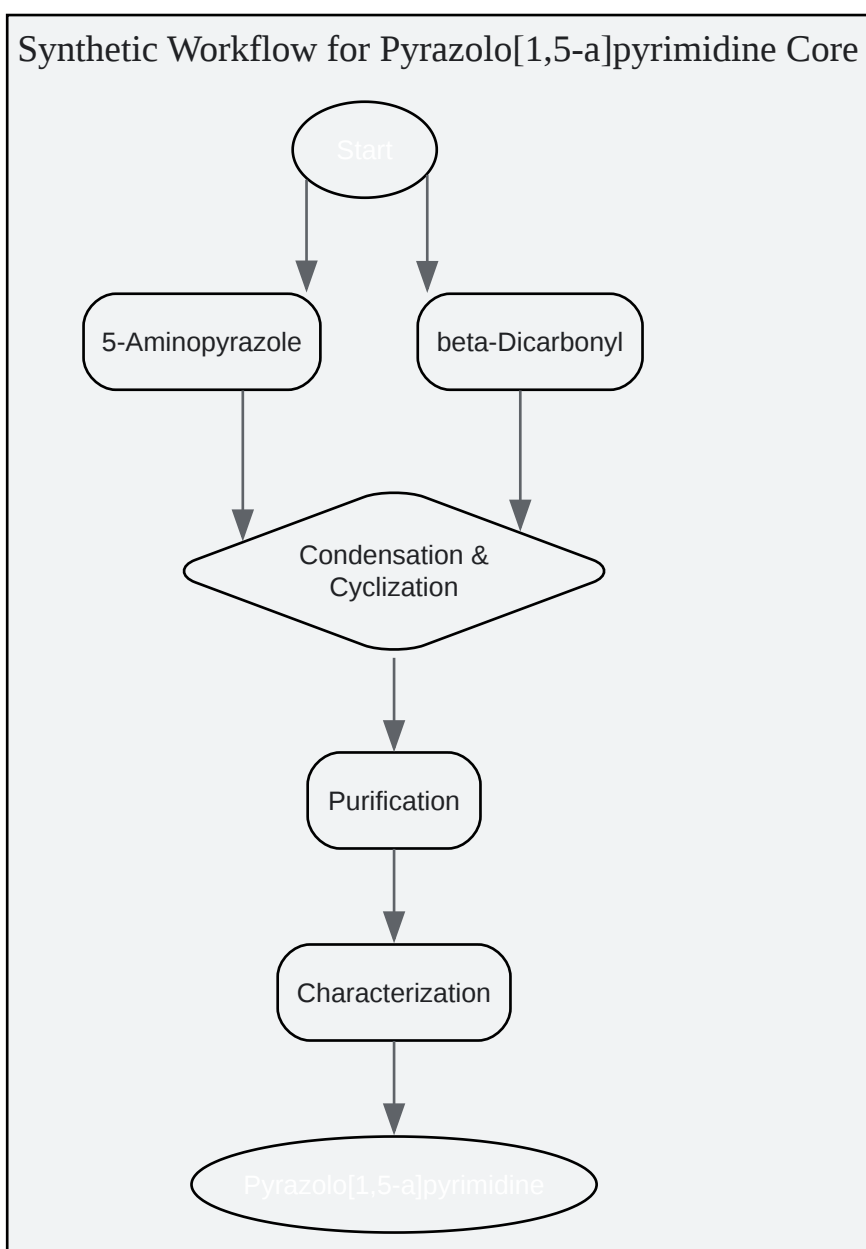 Synthetic Workflow for Pyrazolo[1,5-a]pyrimidine Core
Start
5-Aminopyrazole
beta-Dicarbonyl
Condensation &
Cyclization
Purification
Characterization
Pyrazolo[1,5-a]pyrimidine